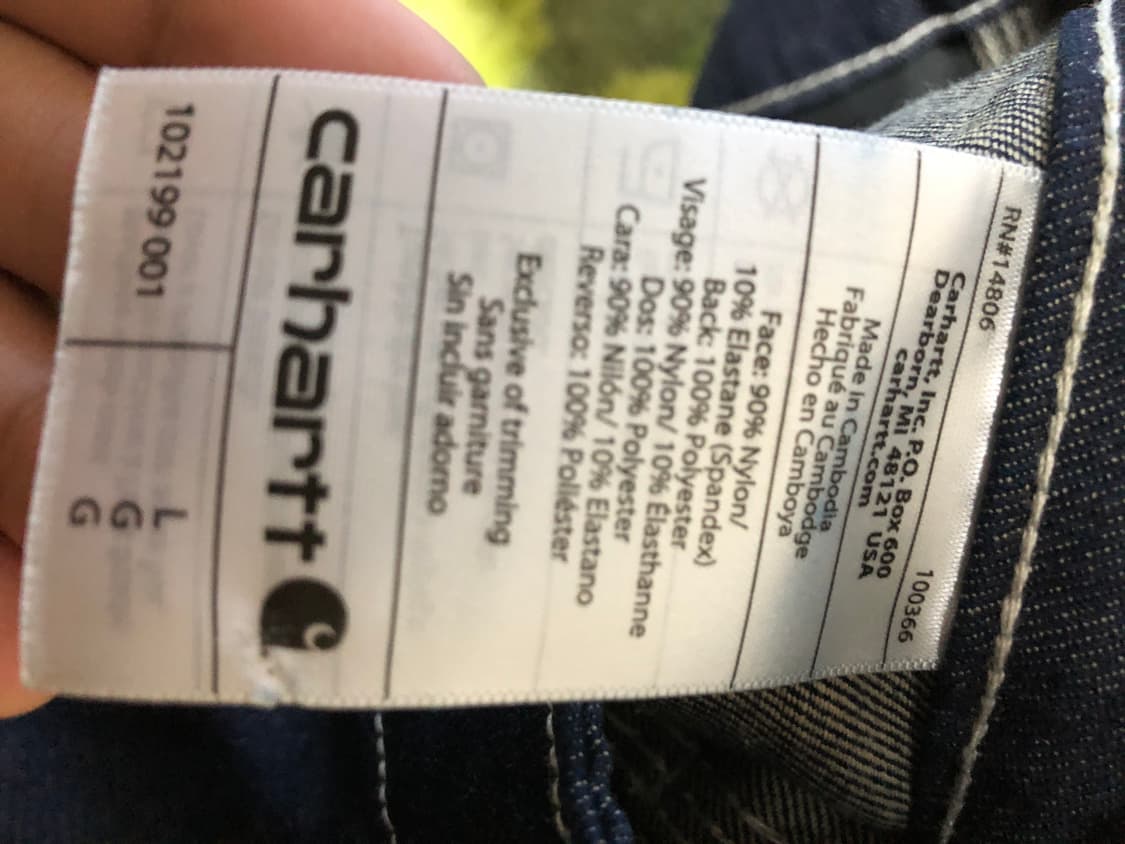 RN#14806 100366
Carhartt, Inc. P.O. Box 600
Dearborn, MI 48121 USA
carhartt.com
Made in Cambodia
Fabriqué au Cambodge
Hecho en Camboya
Face: 90% Nylon/
10% Elastane (Spandex)
Back: 100% Polyester
Visage: 90% Nylon/ 10% Élasthanne
Dos: 100% Polyester
Cara: 90% Nilón/ 10% Elastano
Reverso: 100% Poliéster
Exclusive of trimming
Sans garniture
Sin incluir adorno
carhartt
102199 001
L
G
G